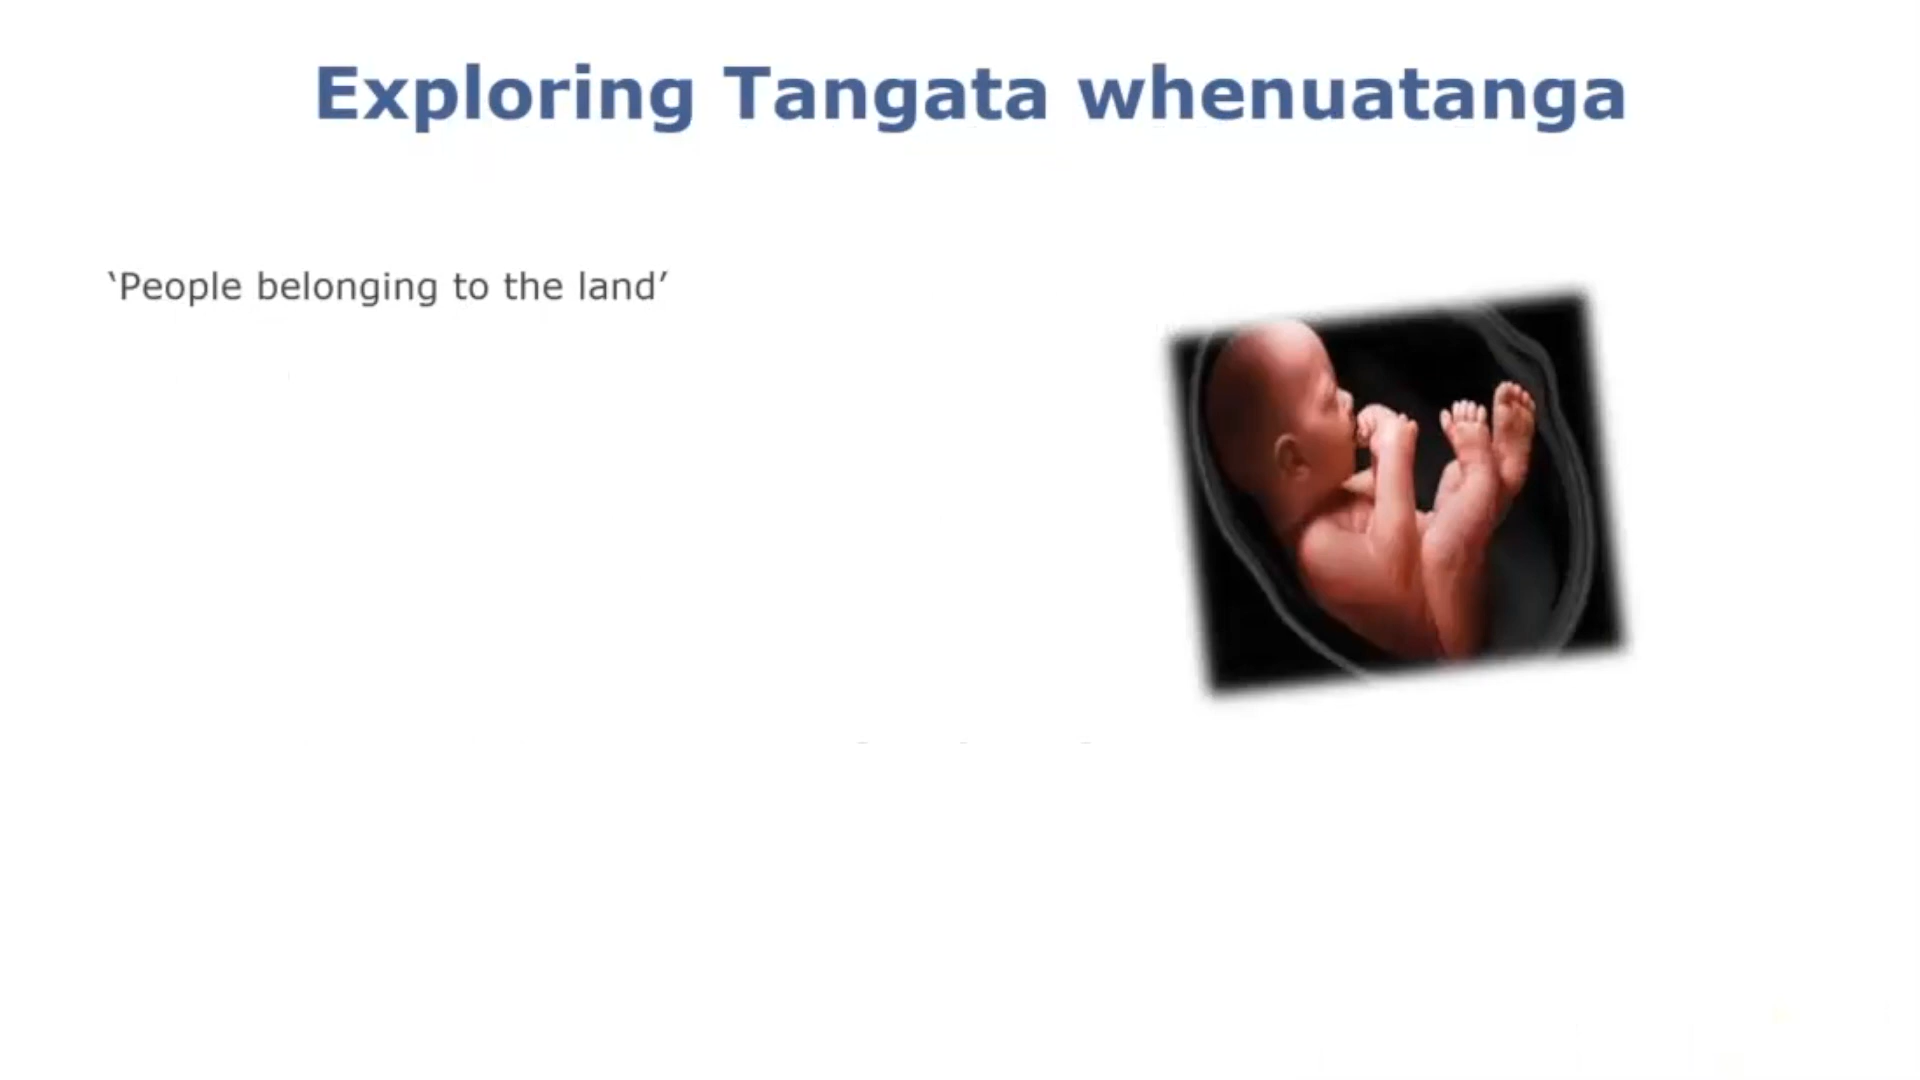 Exploring Tangata whenuatanga
‘People belonging to the land’